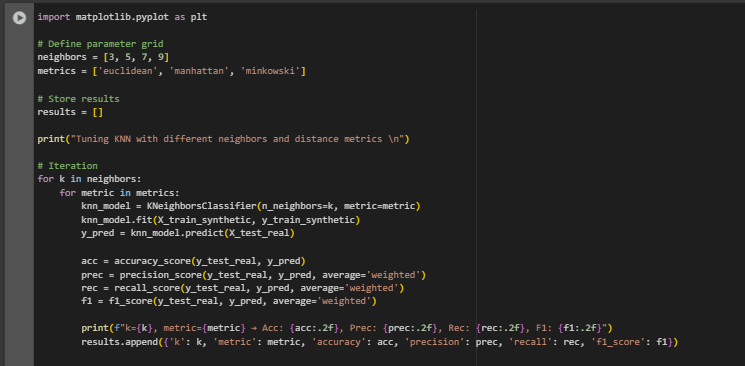 import matplotlib.pyplot as plt
# Define parameter grid
neighbors = [3, 5, 7, 9]
metrics = ['euclidean', 'manhattan', 'minkowski']
# Store results
results = []
print("Tuning KNN with different neighbors and distance metrics \n")
# Iteration
for k in neighbors:
    for metric in metrics:
        knn_model = KNeighborsClassifier(n_neighbors=k, metric=metric)
        knn_model.fit(X_train_synthetic, y_train_synthetic)
        y_pred = knn_model.predict(X_test_real)
        acc = accuracy_score(y_test_real, y_pred)
        prec = precision_score(y_test_real, y_pred, average='weighted')
        rec = recall_score(y_test_real, y_pred, average='weighted')
        f1 = f1_score(y_test_real, y_pred, average='weighted')
        print(f"k={k}, metric={metric} → Acc: {acc:.2f}, Prec: {prec:.2f}, Rec: {rec:.2f}, F1: {f1:.2f}")
        results.append({'k': k, 'metric': metric, 'accuracy': acc, 'precision': prec, 'recall': rec, 'f1_score': f1})